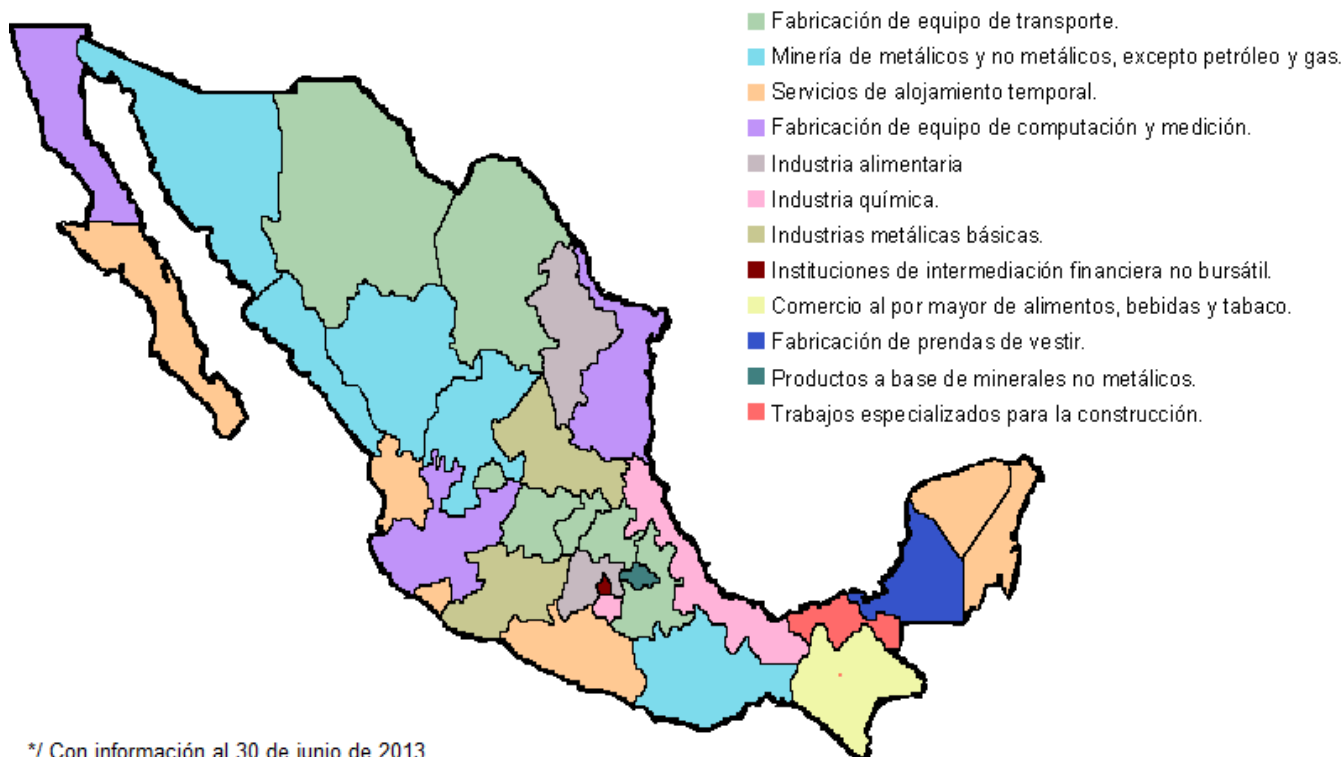 Fabricación de equipo de transporte.
Minería de metálicos y no metálicos, excepto petróleo y gas.
Servicios de alojamiento temporal.
Fabricación de equipo de computación y medición.
Industria alimentaria
Industria química.
Industrias metálicas básicas.
Instituciones de intermediación financiera no bursátil.
Comercio al por mayor de alimentos, bebidas y tabaco.
Fabricación de prendas de vestir.
Productos a base de minerales no metálicos.
Trabajos especializados para la construcción.
*/ Con información al 30 de junio de 2013